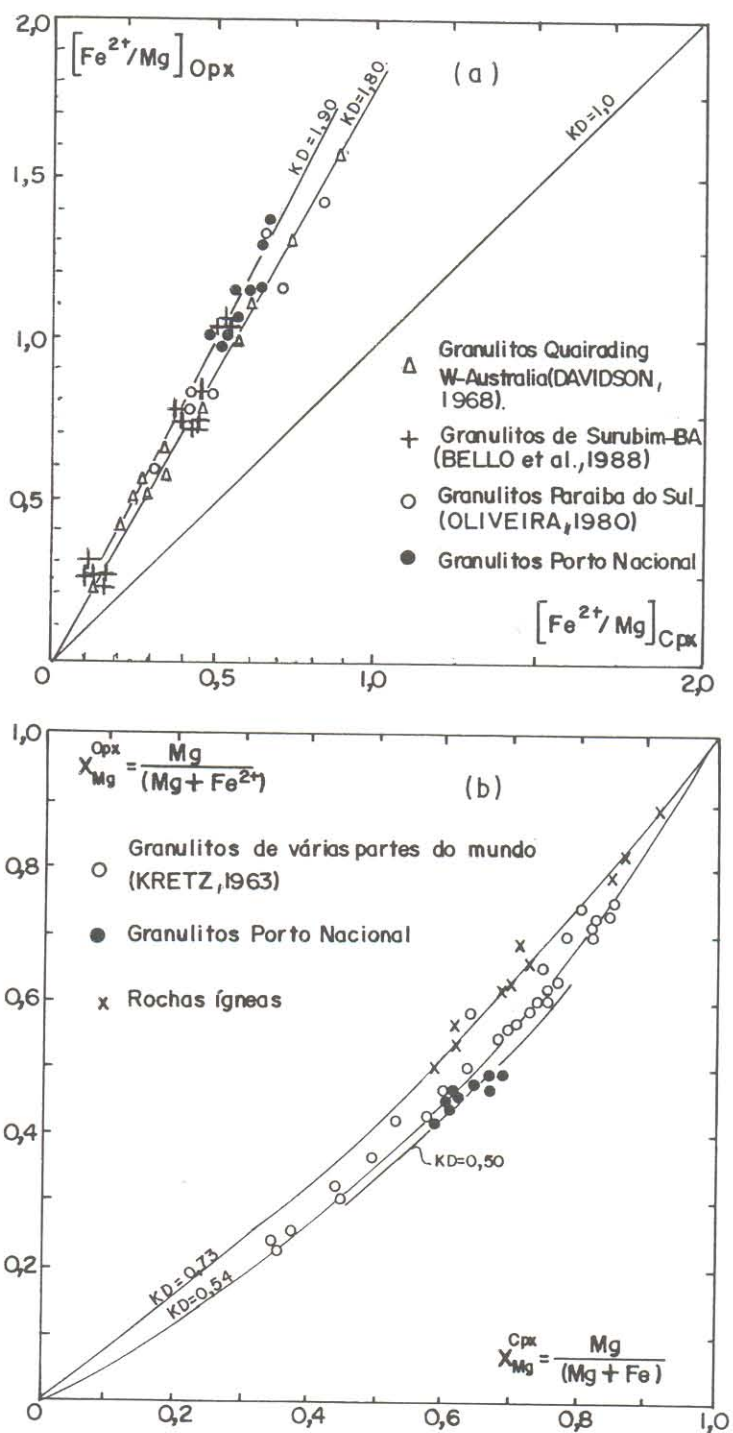 2,0
[Fe²⁺/Mg]Opx
(a)
KD=1,90
KD=1,80
KD=1,0
1,5
1,0
0,5
0
Granulitos Quairading
W-Australia(DAVIDSON,
1968).
Granulitos de Surubim-BA
(BELLO et al.,1988)
Granulitos Paraiba do Sul
(OLIVEIRA,1980)
Granulitos Porto Nacional
[Fe²⁺/Mg]Cpx
0
0,5
1,0
2,0
1,0
X Opx Mg = Mg / (Mg + Fe²⁺)
(b)
Granulitos de várias partes do mundo
(KRETZ,1963)
Granulitos Porto Nacional
Rochas ígneas
0,8
0,6
0,4
0,2
0
KD=0,50
KD=0,73
KD=0,54
X Cpx Mg = Mg / (Mg + Fe)
0
0,2
0,4
0,6
0,8
1,0